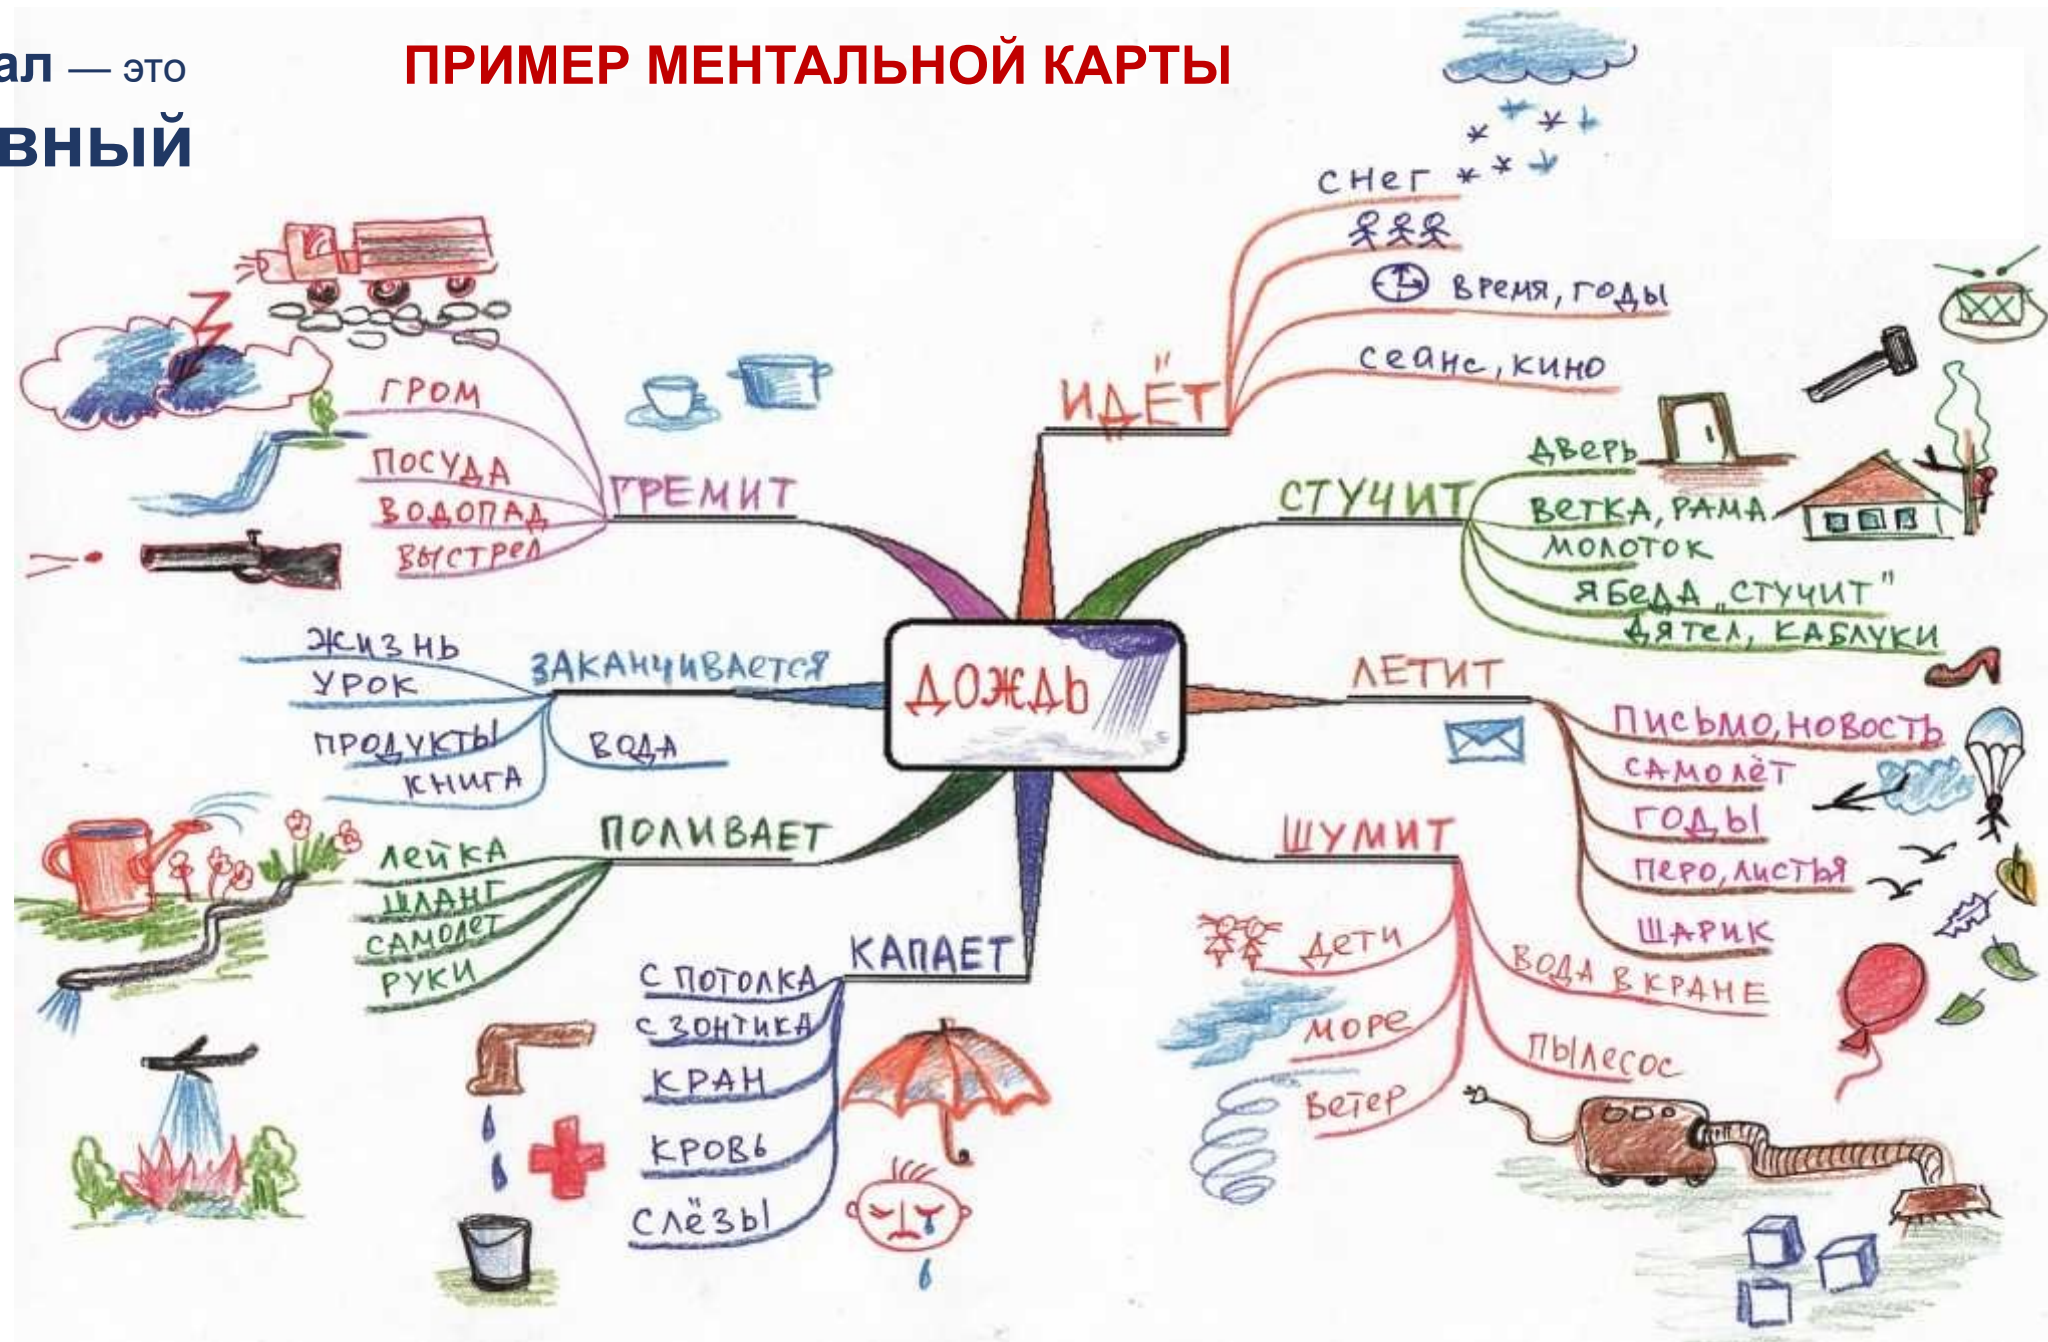 ал — это
вный
ПРИМЕР МЕНТАЛЬНОЙ КАРТЫ
ДОЖДЬ
ИДЁТ
снег
время, годы
сеанс, кино
СТУЧИТ
дверь
ветка, рама
молоток
ябеда „стучит"
дятел, каблуки
ЛЕТИТ
письмо, новость
самолёт
годы
перо, листья
шарик
ШУМИТ
вода в кране
пылесос
дети
море
ветер
КАПАЕТ
с потолка
с зонтика
кран
кровь
слёзы
ПОЛИВАЕТ
лейка
шланг
самолет
руки
ЗАКАНЧИВАЕТСЯ
жизнь
урок
продукты
книга
вода
ГРЕМИТ
гром
посуда
водопад
выстрел